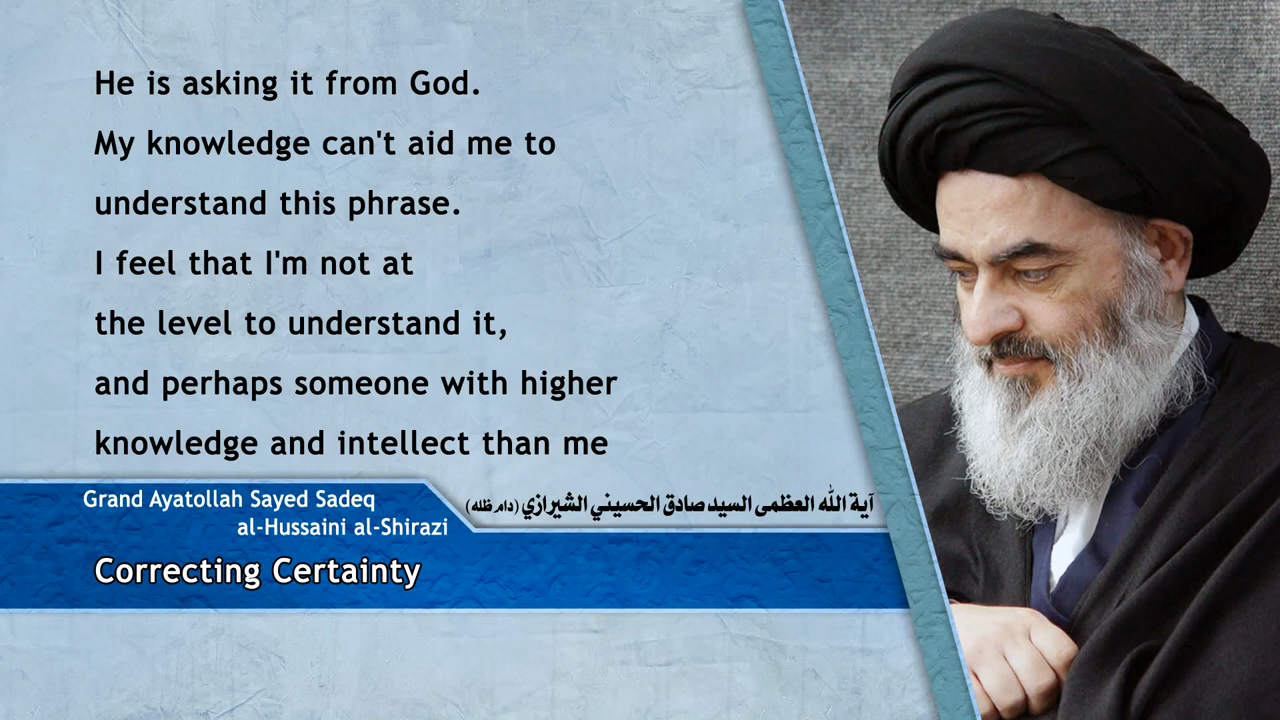 He is asking it from God.
My knowledge can't aid me to
understand this phrase.
I feel that I'm not at
the level to understand it,
and perhaps someone with higher
knowledge and intellect than me
Grand Ayatollah Sayed Sadeq
al-Hussaini al-Shirazi
آية الله العظمى السيد صادق الحسيني الشيرازي (دام ظله)
Correcting Certainty